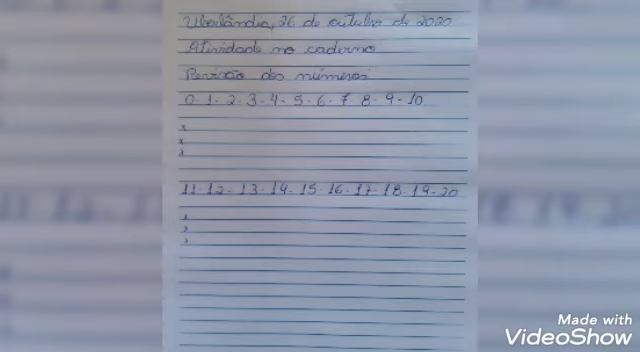 Uberlândia, 26 de outubro de 2020
Atividade no caderno
Revisão dos números
0. 1. 2. 3. 4. 5. 6. 7. 8. 9. 10
x
x
x
11. 12. 13. 14. 15. 16. 17. 18. 19. 20
x
x
x
Made with
VideoShow